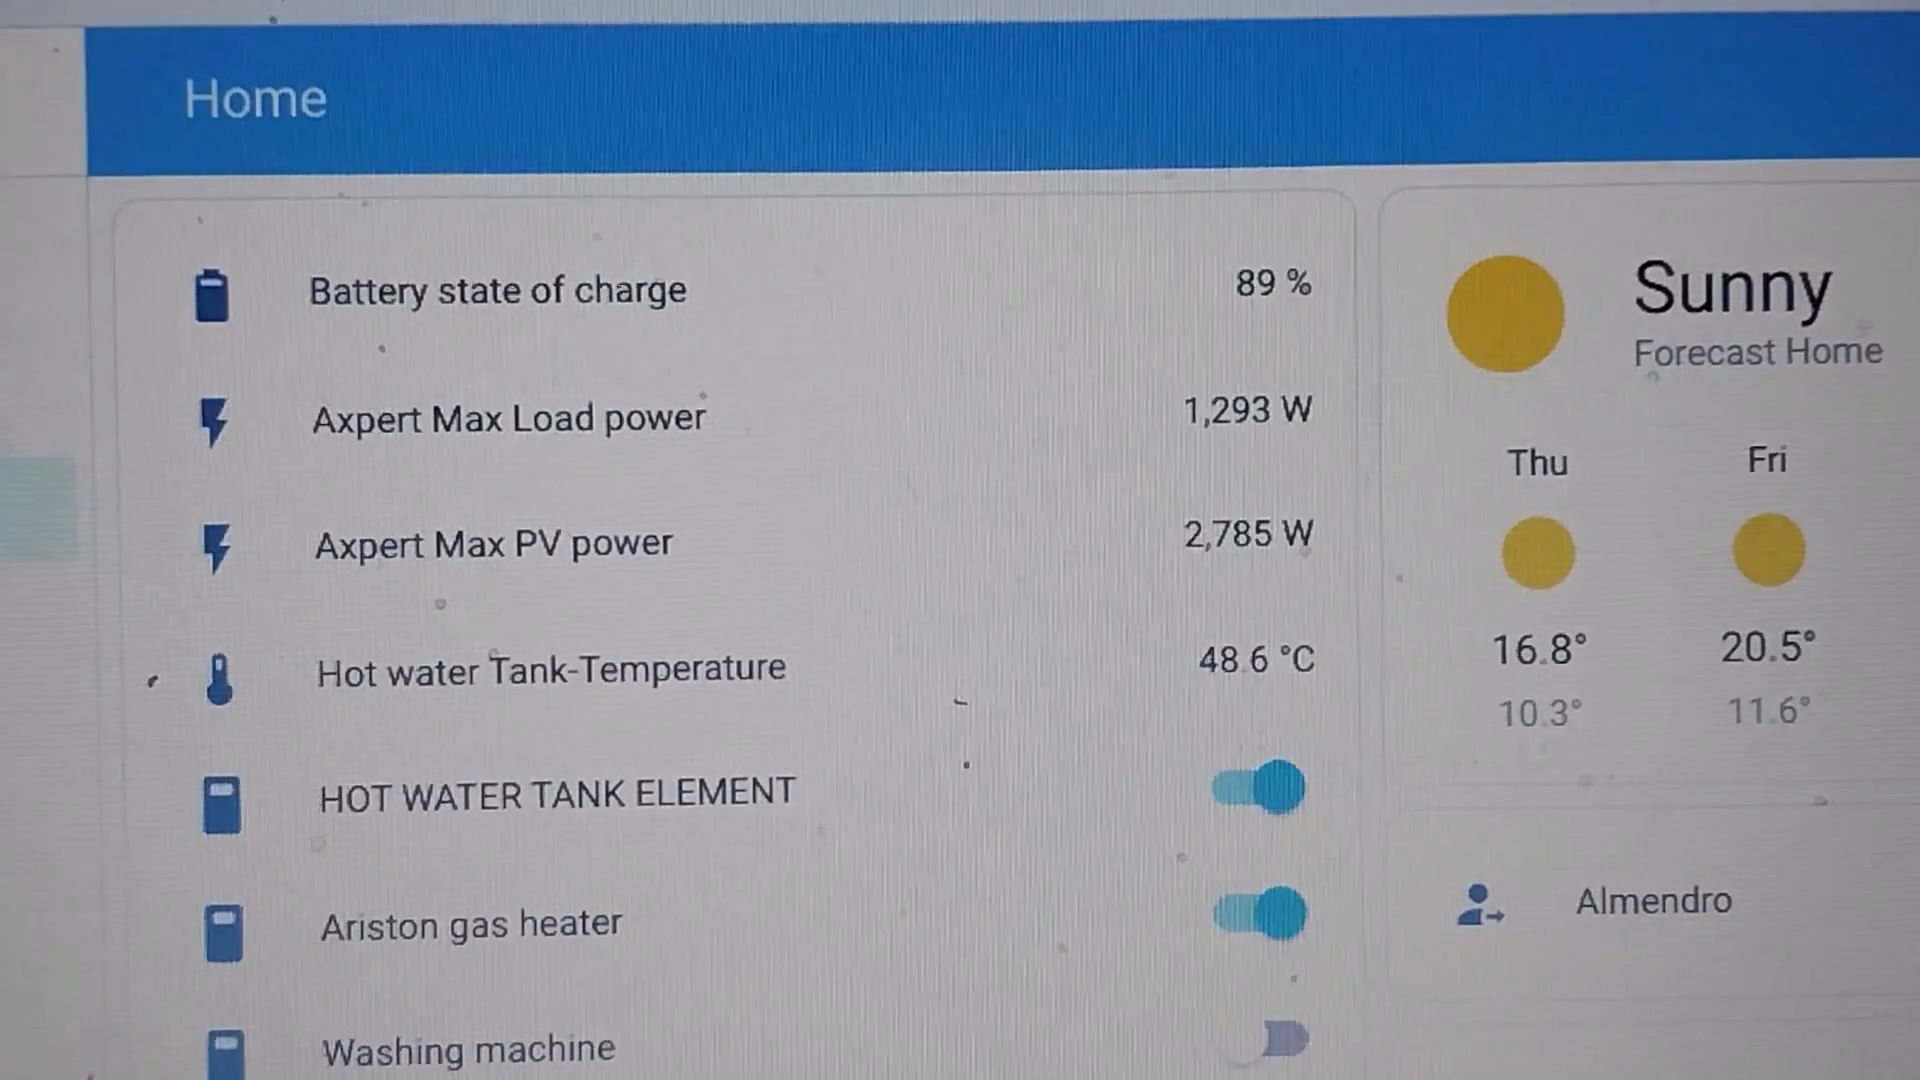 Home
Battery state of charge 89 %
Axpert Max Load power 1,293 W
Axpert Max PV power 2,785 W
Hot water Tank-Temperature 48.6 °C
HOT WATER TANK ELEMENT
Ariston gas heater
Washing machine
Sunny
Forecast Home
Thu Fri
16.8° 20.5°
10.3° 11.6°
Almendro